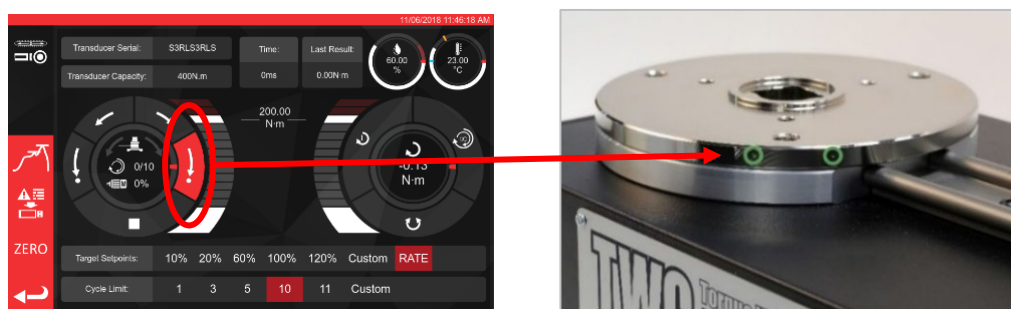 11/06/2018 11:46:18 AM
Transducer Serial: S3RLS3RLS Time: Last Result:
Transducer Capacity: 400N.m 0ms 0.00N·m
60.00 %
23.00 °C
200.00
N·m
0/10
0%
-0.13
N·m
ZERO
Target Setpoints: 10% 20% 60% 100% 120% Custom RATE
Cycle Limit: 1 3 5 10 11 Custom
TWO